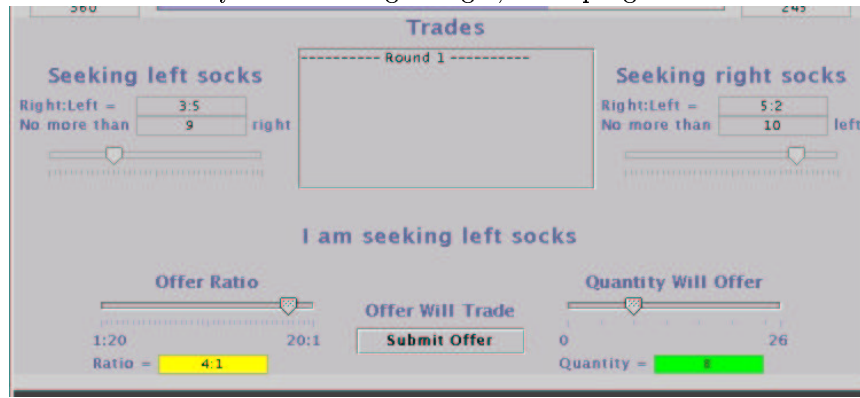 Trades
---------- Round 1 ----------
Seeking left socks
Right:Left = 3:5
No more than 9 right
Seeking right socks
Right:Left = 5:2
No more than 10 left
I am seeking left socks
Offer Ratio
1:20 20:1
Ratio = 4:1
Offer Will Trade
Submit Offer
Quantity Will Offer
0 26
Quantity = 8